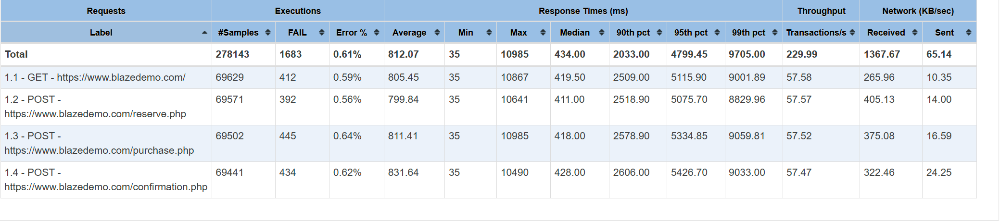 Requests Executions Response Times (ms) Throughput Network (KB/sec)
Label #Samples FAIL Error % Average Min Max Median 90th pct 95th pct 99th pct Transactions/s Received Sent
Total 278143 1683 0.61% 812.07 35 10985 434.00 2033.00 4799.45 9705.00 229.99 1367.67 65.14
1.1 - GET - https://www.blazedemo.com/ 69629 412 0.59% 805.45 35 10867 419.50 2509.00 5115.90 9001.89 57.58 265.96 10.35
1.2 - POST - 69571 392 0.56% 799.84 35 10641 411.00 2518.90 5075.70 8829.96 57.57 405.13 14.00
https://www.blazedemo.com/reserve.php
1.3 - POST - 69502 445 0.64% 811.41 35 10985 418.00 2578.90 5334.85 9059.81 57.52 375.08 16.59
https://www.blazedemo.com/purchase.php
1.4 - POST - 69441 434 0.62% 831.64 35 10490 428.00 2606.00 5426.70 9033.00 57.47 322.46 24.25
https://www.blazedemo.com/confirmation.php